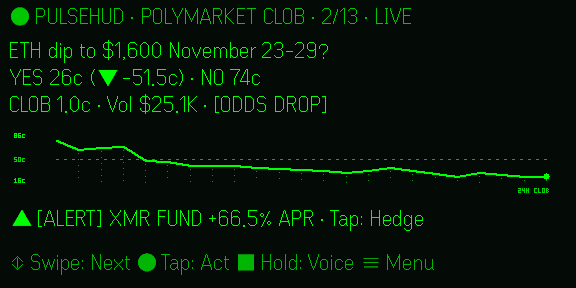 ● PULSEHUD · POLYMARKET CLOB · 2/13 · LIVE
ETH dip to $1,600 November 23-29?
YES 26c (▼-51.5c) · NO 74c
CLOB 1.0c · Vol $25.1K · [ODDS DROP]
86c
50c
15c
24H CLOB
▲ [ALERT] XMR FUND +66.5% APR · Tap: Hedge
↕ Swipe: Next ● Tap: Act ■ Hold: Voice ≡ Menu